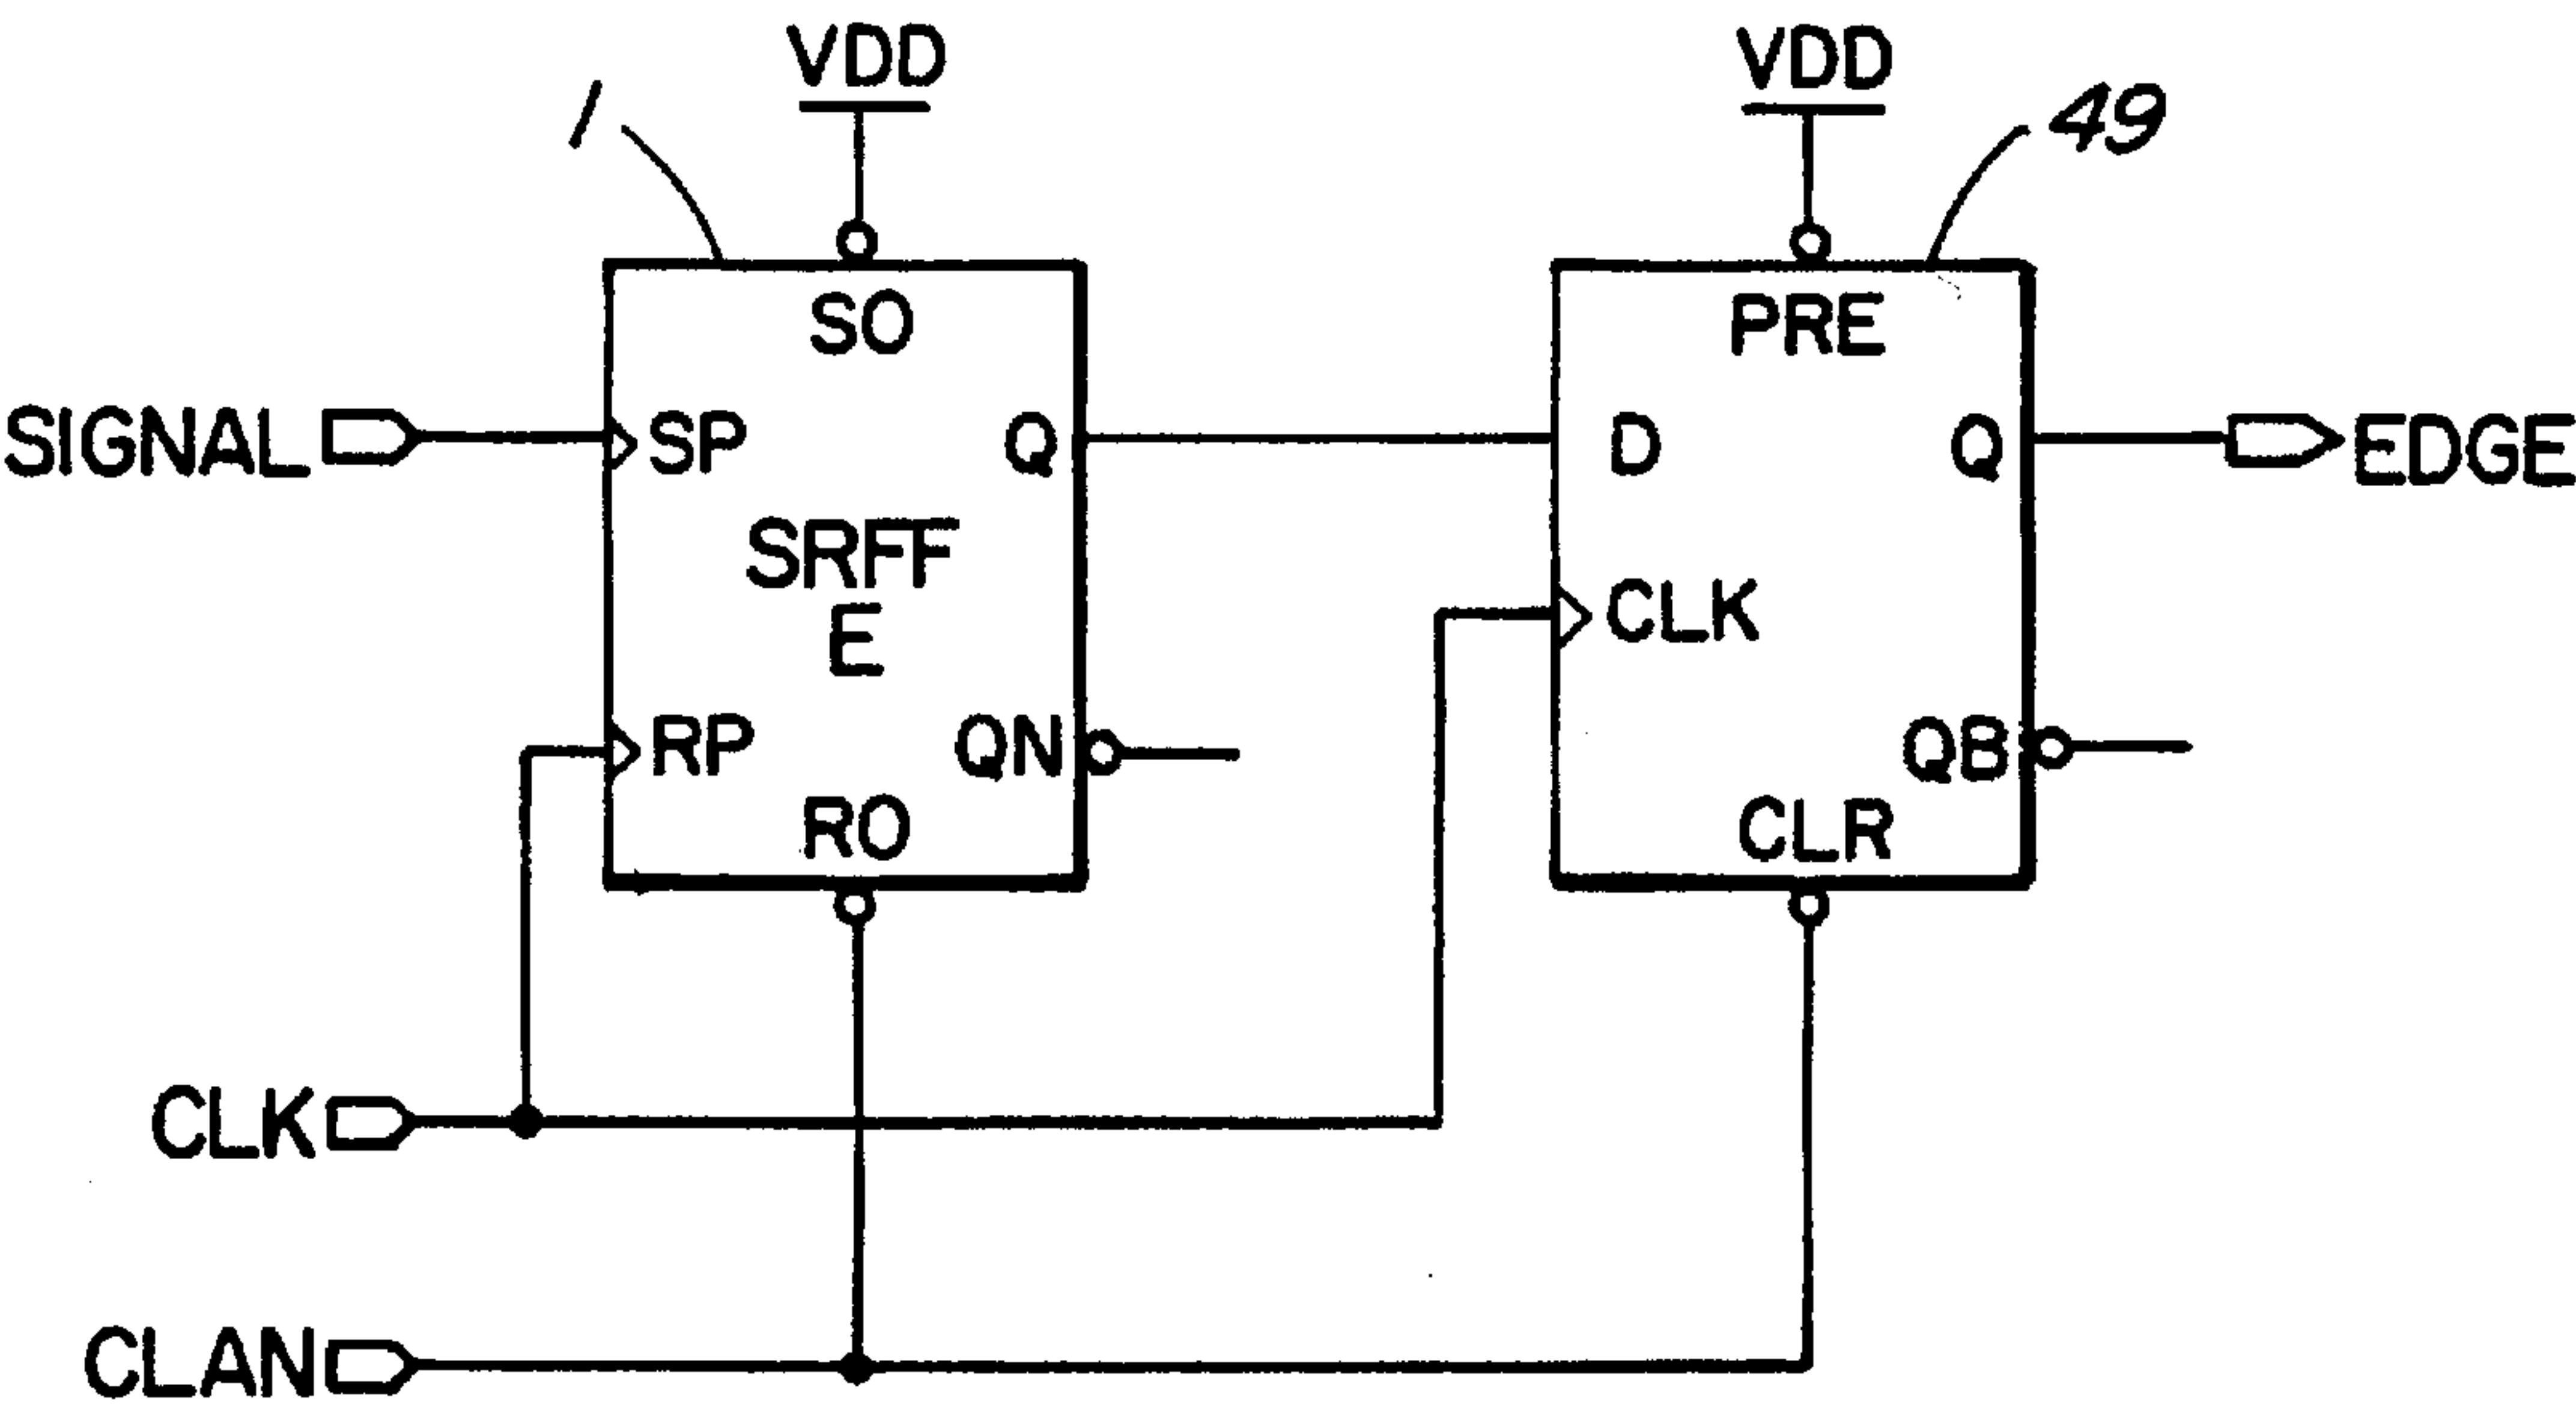 VDD
VDD
1
49
SO
PRE
SIGNAL
SP
Q
D
Q
EDGE
SRFF
E
CLK
RP
QN
QB
RO
CLR
CLK
CLAN